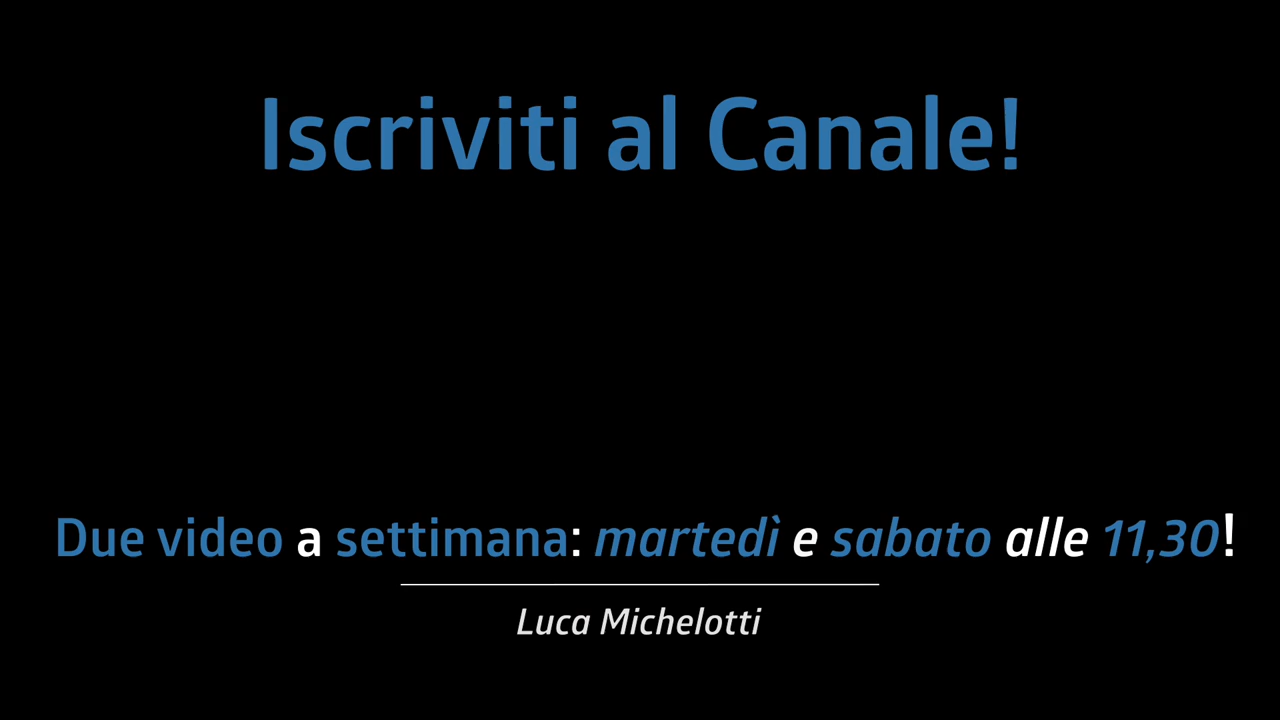 Iscriviti al Canale!
Due video a settimana: martedì e sabato alle 11,30!
Luca Michelotti